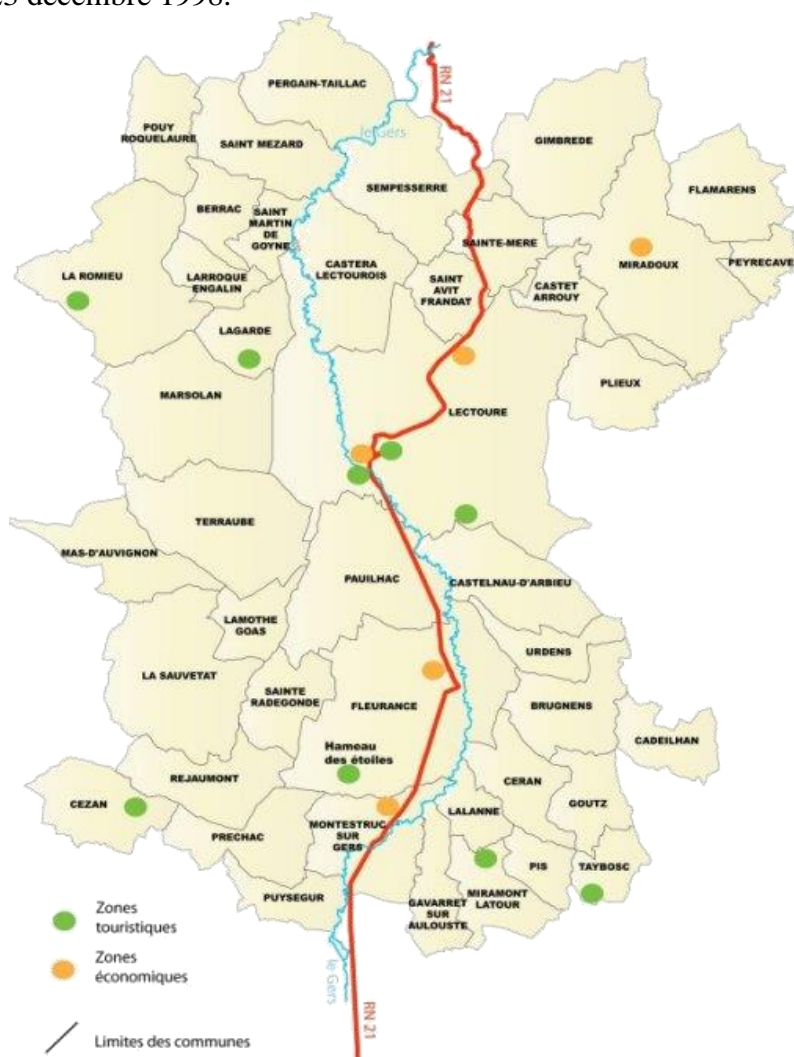 23 décembre 1998.
RN 21
PERGAIN-TAILLAC
POUY
ROQUELAURE
SAINT MEZARD
le Gers
GIMBREDE
SEMPESSERRE
FLAMARENS
BERRAC
SAINT
MARTIN
DE
GOYNE
SAINTE-MERE
CASTERA
LECTOUROIS
MIRADOUX
PEYRECAVE
LA ROMIEU
LARROQUE
ENGALIN
SAINT
AVIT
FRANDAT
CASTET
ARROUY
LAGARDE
PLIEUX
MARSOLAN
LECTOURE
TERRAUBE
MAS-D'AUVIGNON
PAUILHAC
CASTELNAU-D'ARBIEU
LAMOTHE
GOAS
URDENS
LA SAUVETAT
SAINTE
RADEGONDE
FLEURANCE
BRUGNENS
CADEILHAN
Hameau
des étoiles
REJAUMONT
CERAN
CEZAN
LALANNE
GOUTZ
MONTESTRUC
SUR
GERS
PRECHAC
PIS
TAYBOSC
PUYSEGUR
MIRAMONT
LATOUR
GAVARRET
SUR
AULOUSTE
le Gers
RN 21
Zones
touristiques
Zones
économiques
Limites des communes